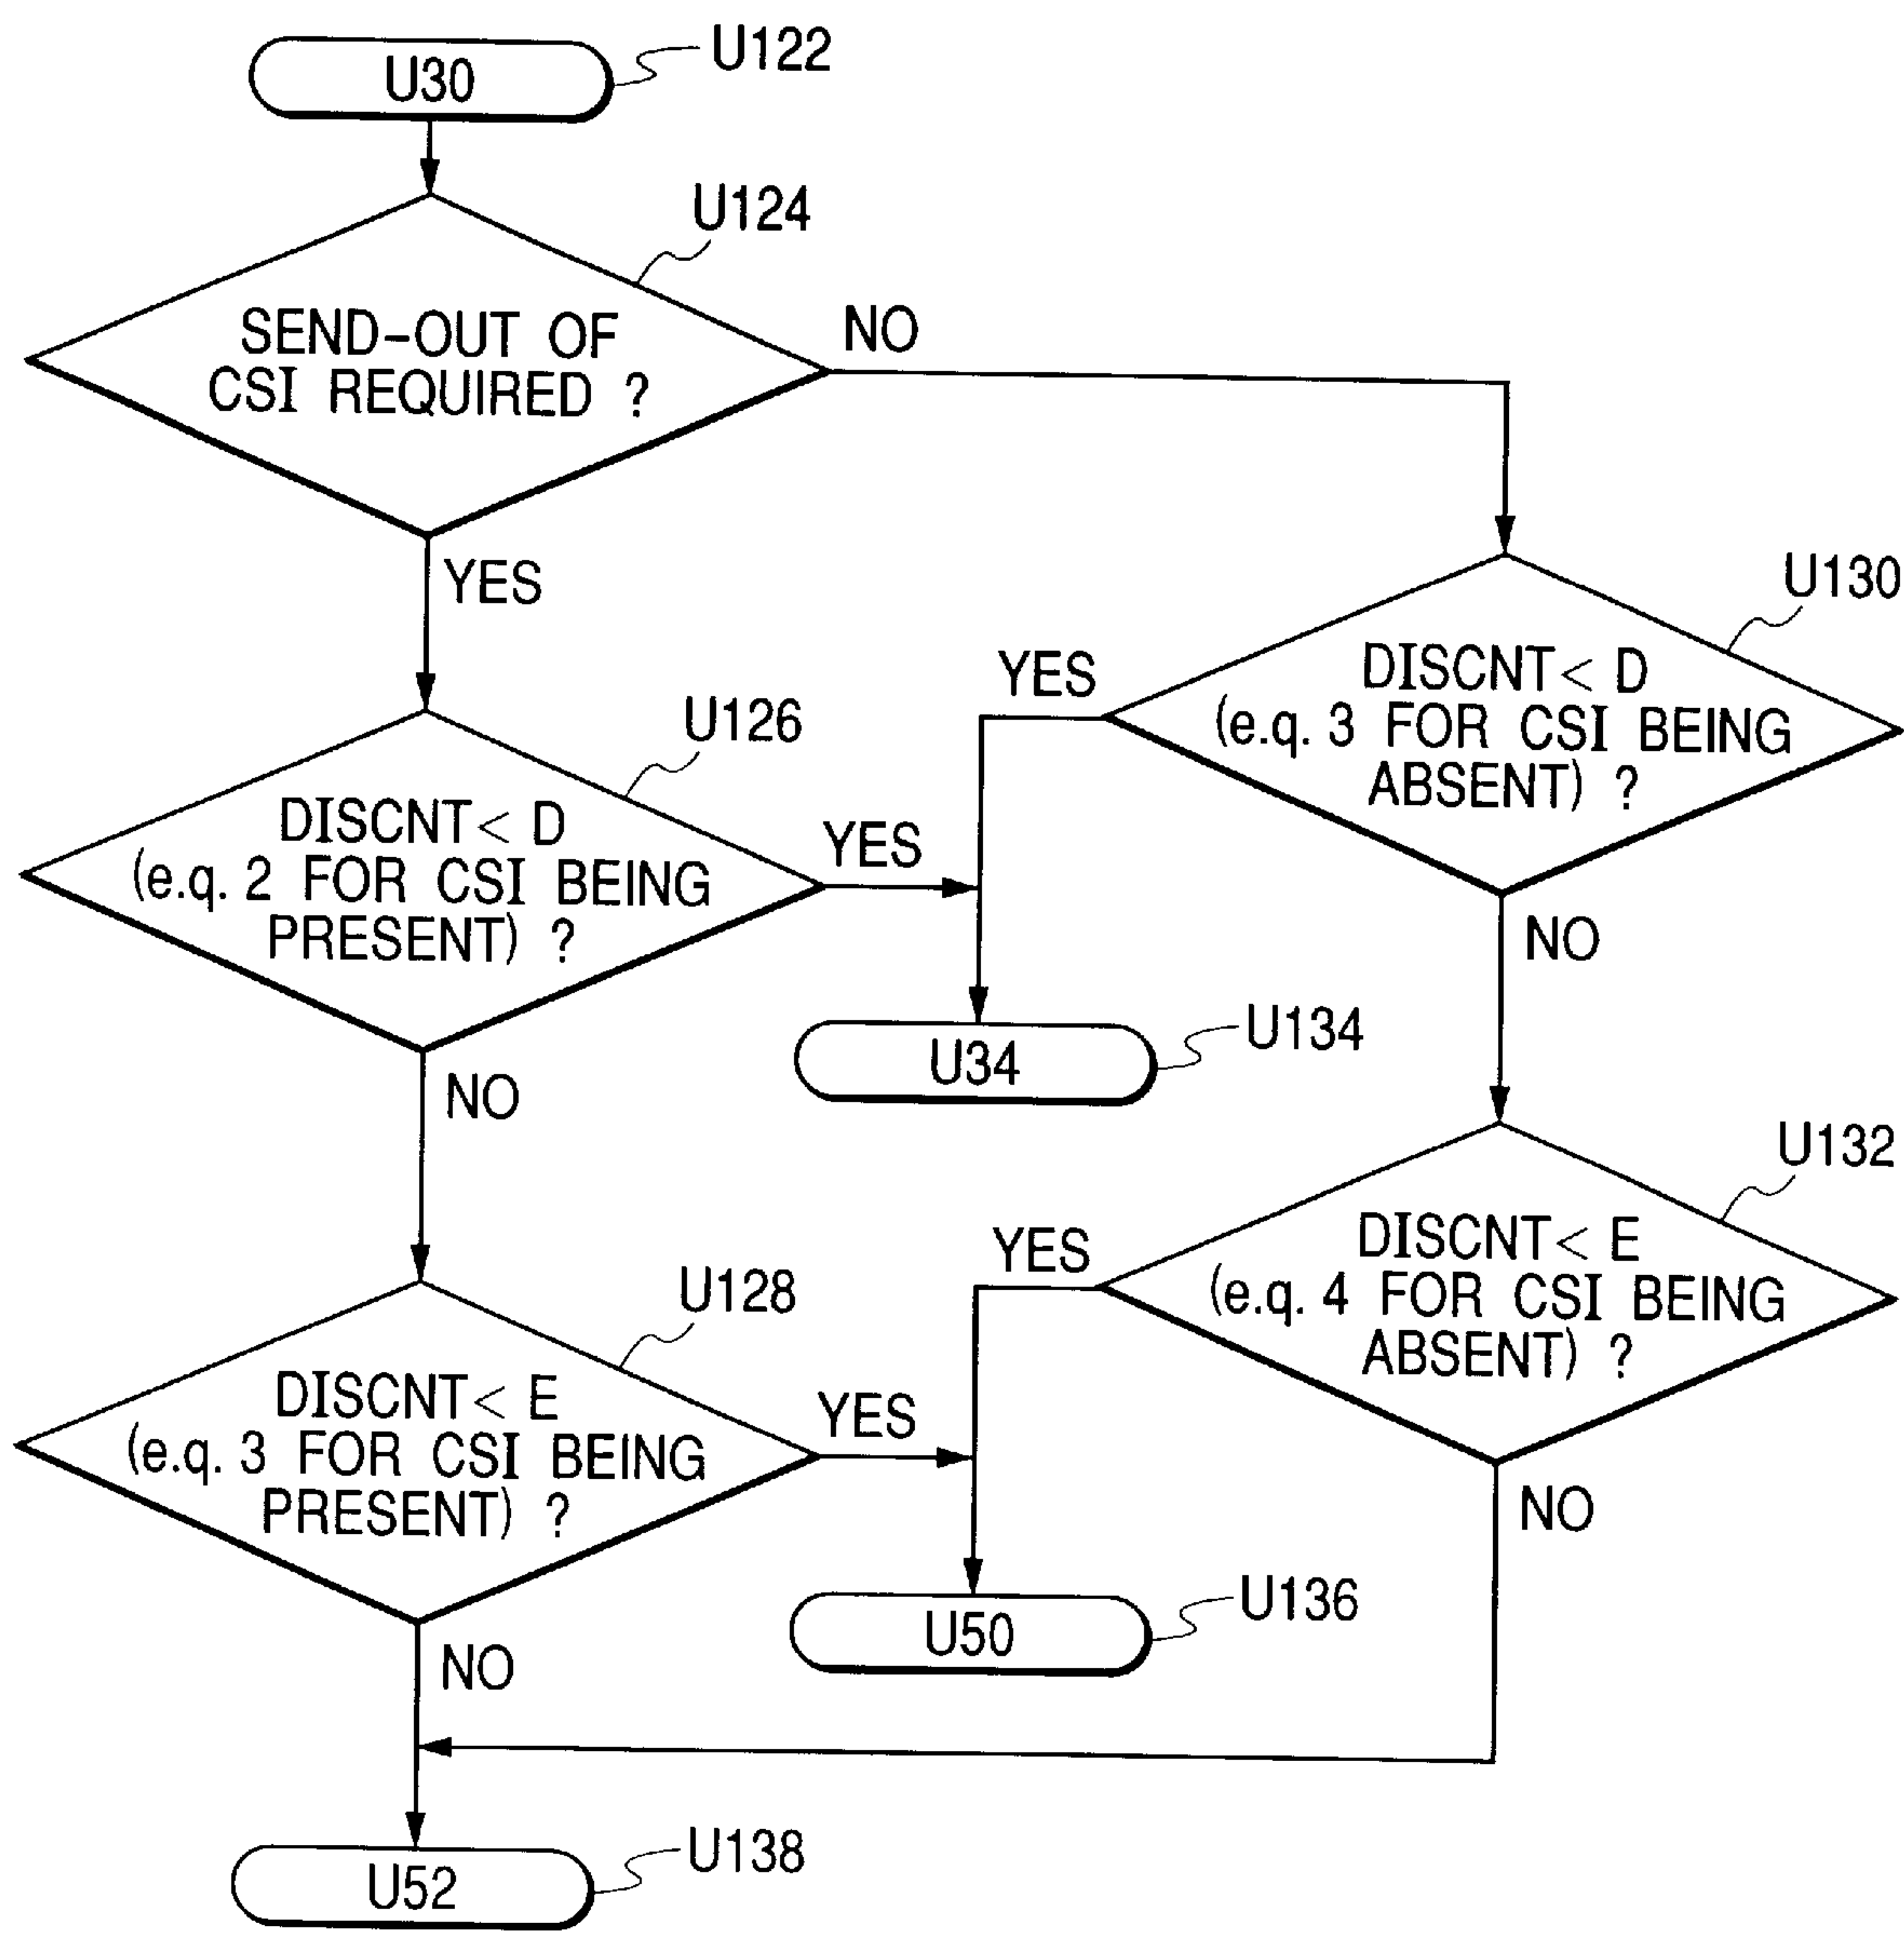 U30
U122
U124
SEND-OUT OF
CSI REQUIRED ?
NO
YES
U130
DISCNT< D
(e.q. 3 FOR CSI BEING
ABSENT) ?
YES
NO
U126
DISCNT< D
(e.q. 2 FOR CSI BEING
PRESENT) ?
YES
NO
U34
U134
U132
DISCNT< E
(e.q. 4 FOR CSI BEING
ABSENT) ?
YES
NO
U128
DISCNT< E
(e.q. 3 FOR CSI BEING
PRESENT) ?
YES
NO
U50
U136
U52
U138